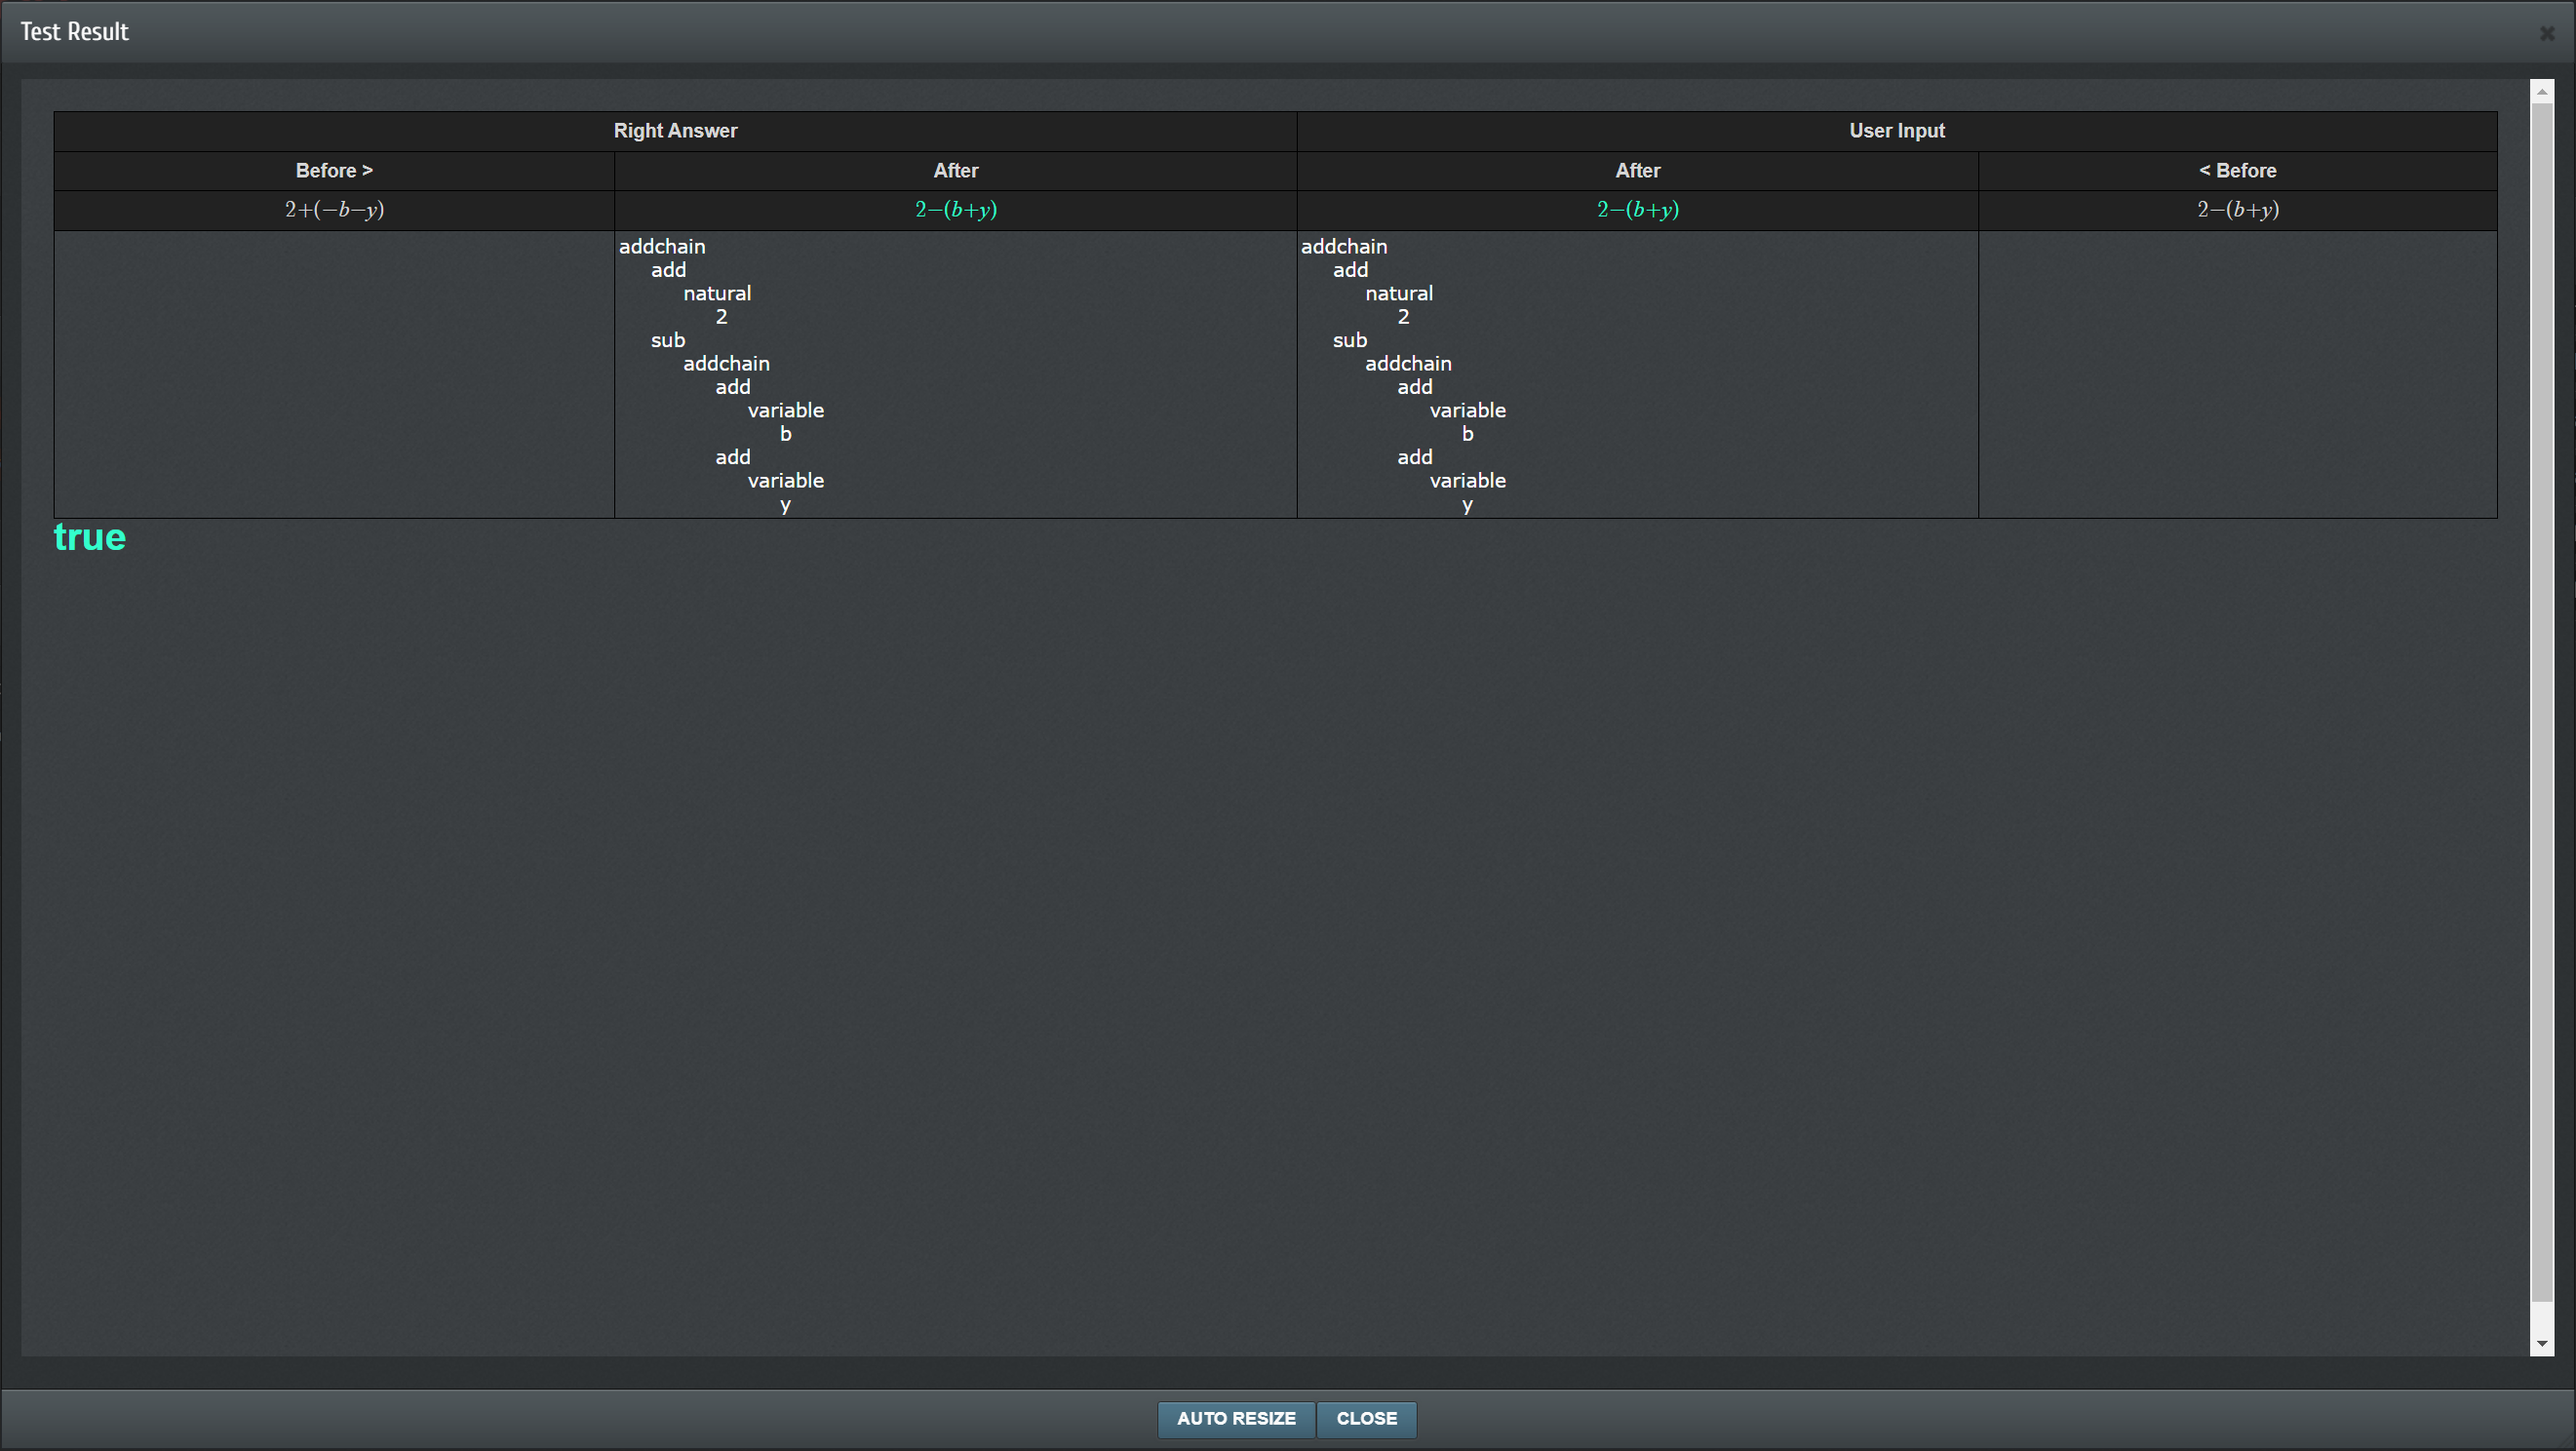 Test Result
Right Answer User Input
Before > After After < Before
2+(−b−y) 2−(b+y) 2−(b+y) 2−(b+y)
addchain
add
natural
2
sub
addchain
add
variable
b
add
variable
y
addchain
add
natural
2
sub
addchain
add
variable
b
add
variable
y
true
AUTO RESIZE CLOSE